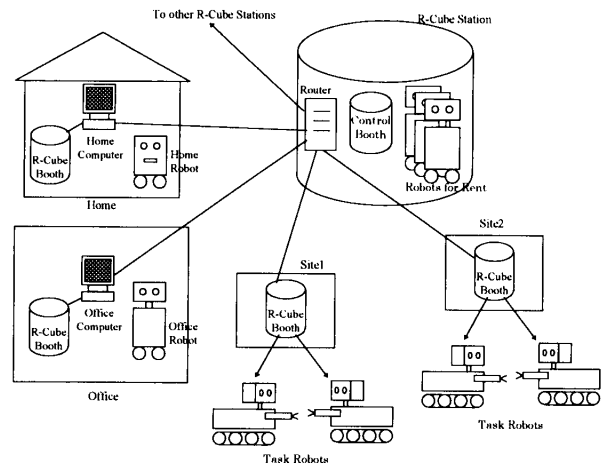 To other R-Cube Stations
R-Cube Station
Router
Control
Booth
Robots for Rent
Home
Computer
R-Cube
Booth
Home
Robot
Home
Site2
R-Cube
Booth
Site1
R-Cube
Booth
Office
Computer
R-Cube
Booth
Office
Robot
Office
Task Robots
Task Robots